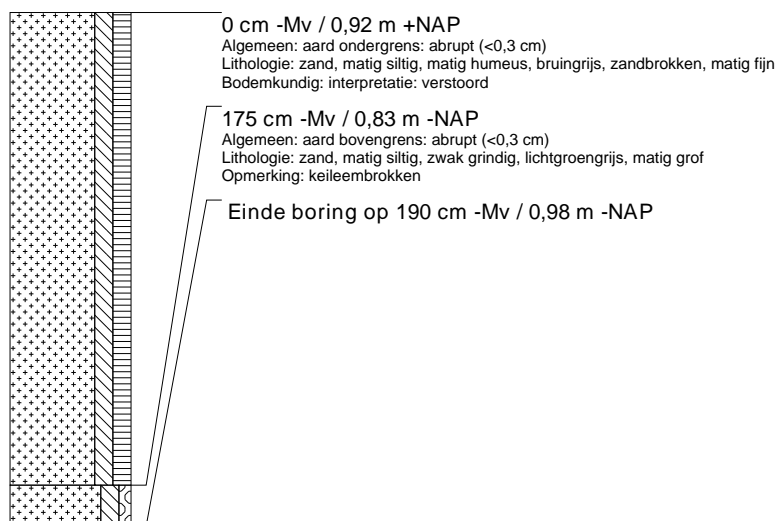 0 cm -Mv / 0,92 m +NAP
Algemeen: aard ondergrens: abrupt (<0,3 cm)
Lithologie: zand, matig siltig, matig humeus, bruingrijs, zandbrokken, matig fijn
Bodemkundig: interpretatie: verstoord
175 cm -Mv / 0,83 m -NAP
Algemeen: aard bovengrens: abrupt (<0,3 cm)
Lithologie: zand, matig siltig, zwak grindig, lichtgroengrijs, matig grof
Opmerking: keileembrokken
Einde boring op 190 cm -Mv / 0,98 m -NAP